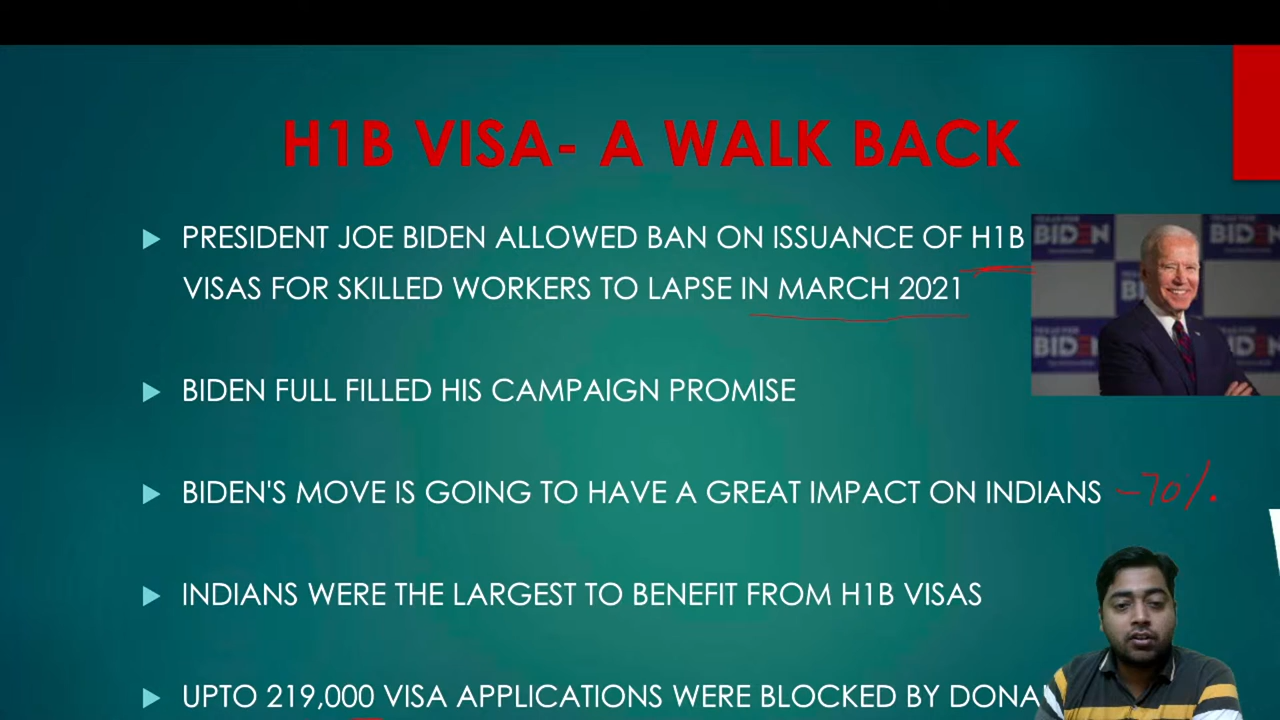 H1B VISA- A WALK BACK
PRESIDENT JOE BIDEN ALLOWED BAN ON ISSUANCE OF H1B
VISAS FOR SKILLED WORKERS TO LAPSE IN MARCH 2021
BIDEN
BIDEN
BIDEN FULL FILLED HIS CAMPAIGN PROMISE
BIDEN'S MOVE IS GOING TO HAVE A GREAT IMPACT ON INDIANS -70%
INDIANS WERE THE LARGEST TO BENEFIT FROM H1B VISAS
UPTO 219,000 VISA APPLICATIONS WERE BLOCKED BY DONA